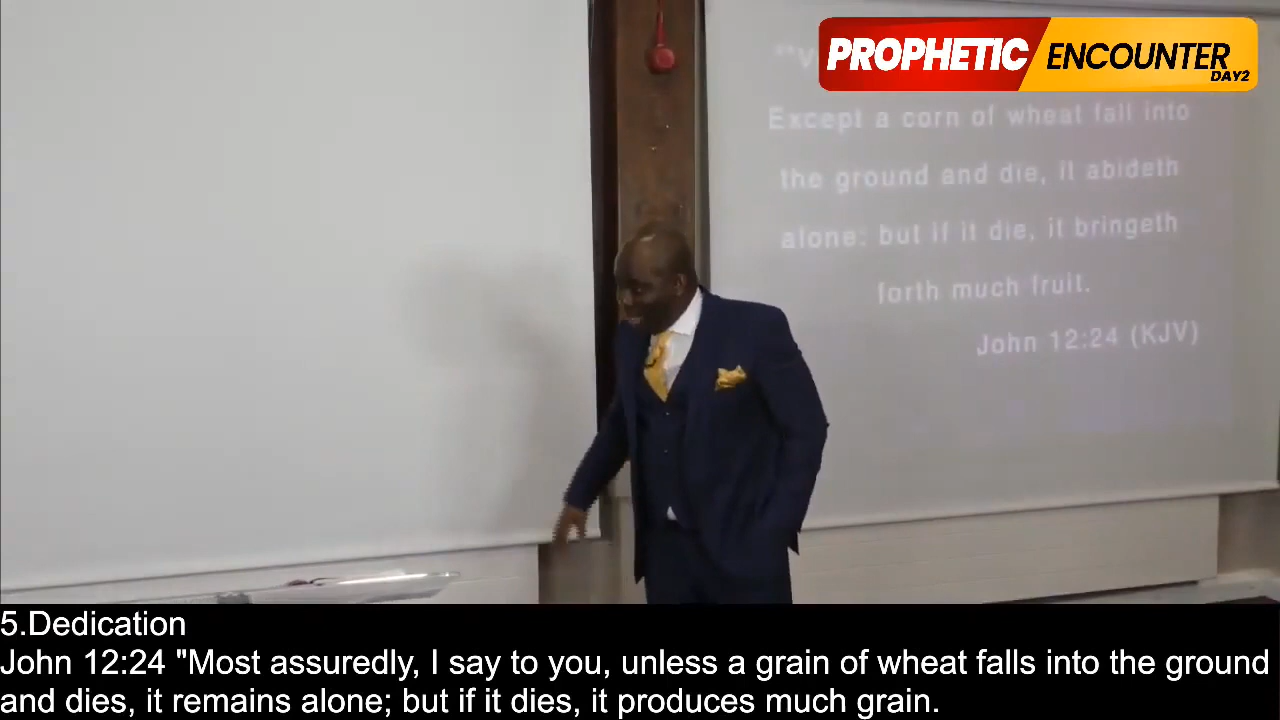 PROPHETIC ENCOUNTER
DAY2
Except a corn of wheat fall into
the ground and die, it abideth
alone: but if it die, it bringeth
forth much fruit.
John 12:24 (KJV)
5.Dedication
John 12:24 "Most assuredly, I say to you, unless a grain of wheat falls into the ground
and dies, it remains alone; but if it dies, it produces much grain.